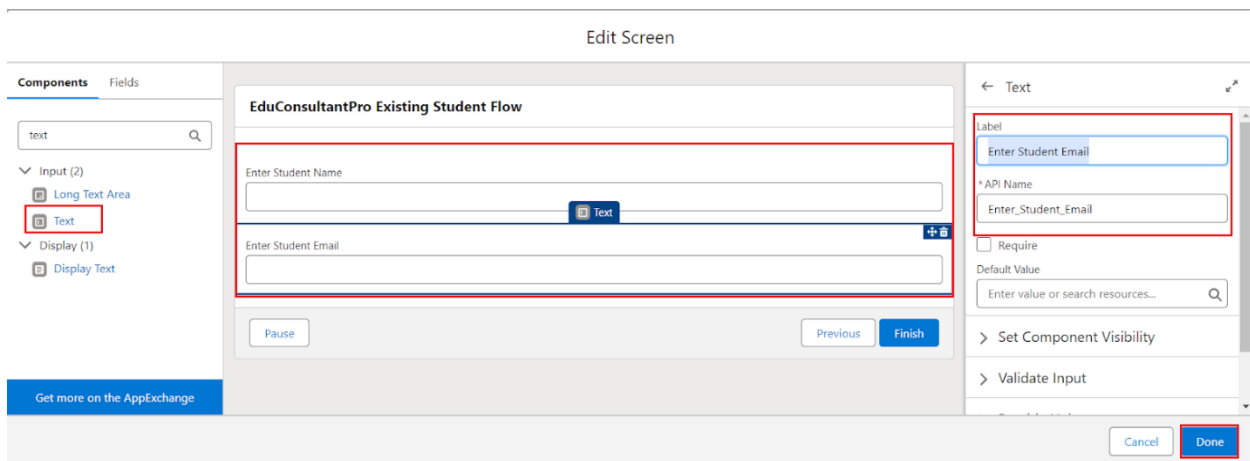 Edit Screen
Components Fields
text
Input (2)
Long Text Area
Text
Display (1)
Display Text
Get more on the AppExchange
EduConsultantPro Existing Student Flow
Enter Student Name
Text
Enter Student Email
Pause
Previous
Finish
Text
Label
Enter Student Email
* API Name
Enter_Student_Email
Require
Default Value
Enter value or search resources...
Set Component Visibility
Validate Input
Cancel
Done